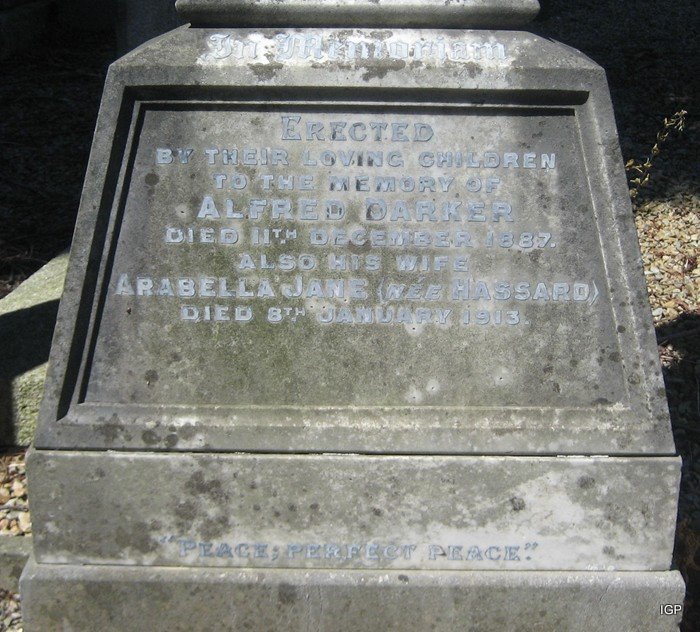 In Memoriam
ERECTED
BY THEIR LOVING CHILDREN
TO THE MEMORY OF
ALFRED DARKER
DIED 11TH DECEMBER 1887.
ALSO HIS WIFE
ARABELLA JANE (NÉE HASSARD)
DIED 8TH JANUARY 1913.
"PEACE; PERFECT PEACE".
IGP